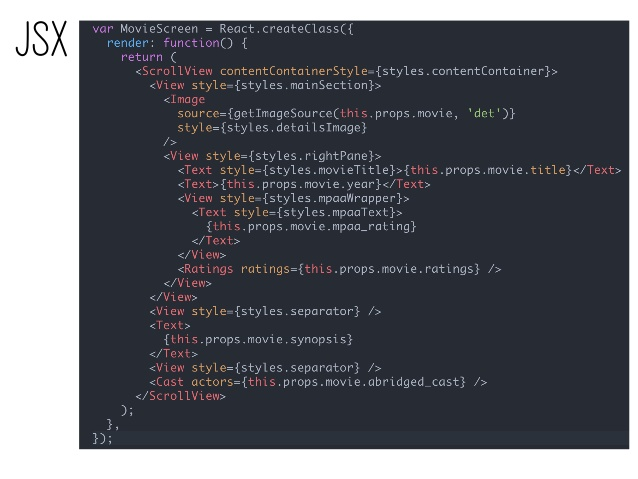 JSX
var MovieScreen = React.createClass({
  render: function() {
    return (
      <ScrollView contentContainerStyle={styles.contentContainer}>
        <View style={styles.mainSection}>
          <Image
            source={getImageSource(this.props.movie, 'det')}
            style={styles.detailsImage}
          />
          <View style={styles.rightPane}>
            <Text style={styles.movieTitle}>{this.props.movie.title}</Text>
            <Text>{this.props.movie.year}</Text>
            <View style={styles.mpaaWrapper}>
              <Text style={styles.mpaaText}>
                {this.props.movie.mpaa_rating}
              </Text>
            </View>
            <Ratings ratings={this.props.movie.ratings} />
          </View>
        </View>
        <View style={styles.separator} />
        <Text>
          {this.props.movie.synopsis}
        </Text>
        <View style={styles.separator} />
        <Cast actors={this.props.movie.abridged_cast} />
      </ScrollView>
    );
  },
});